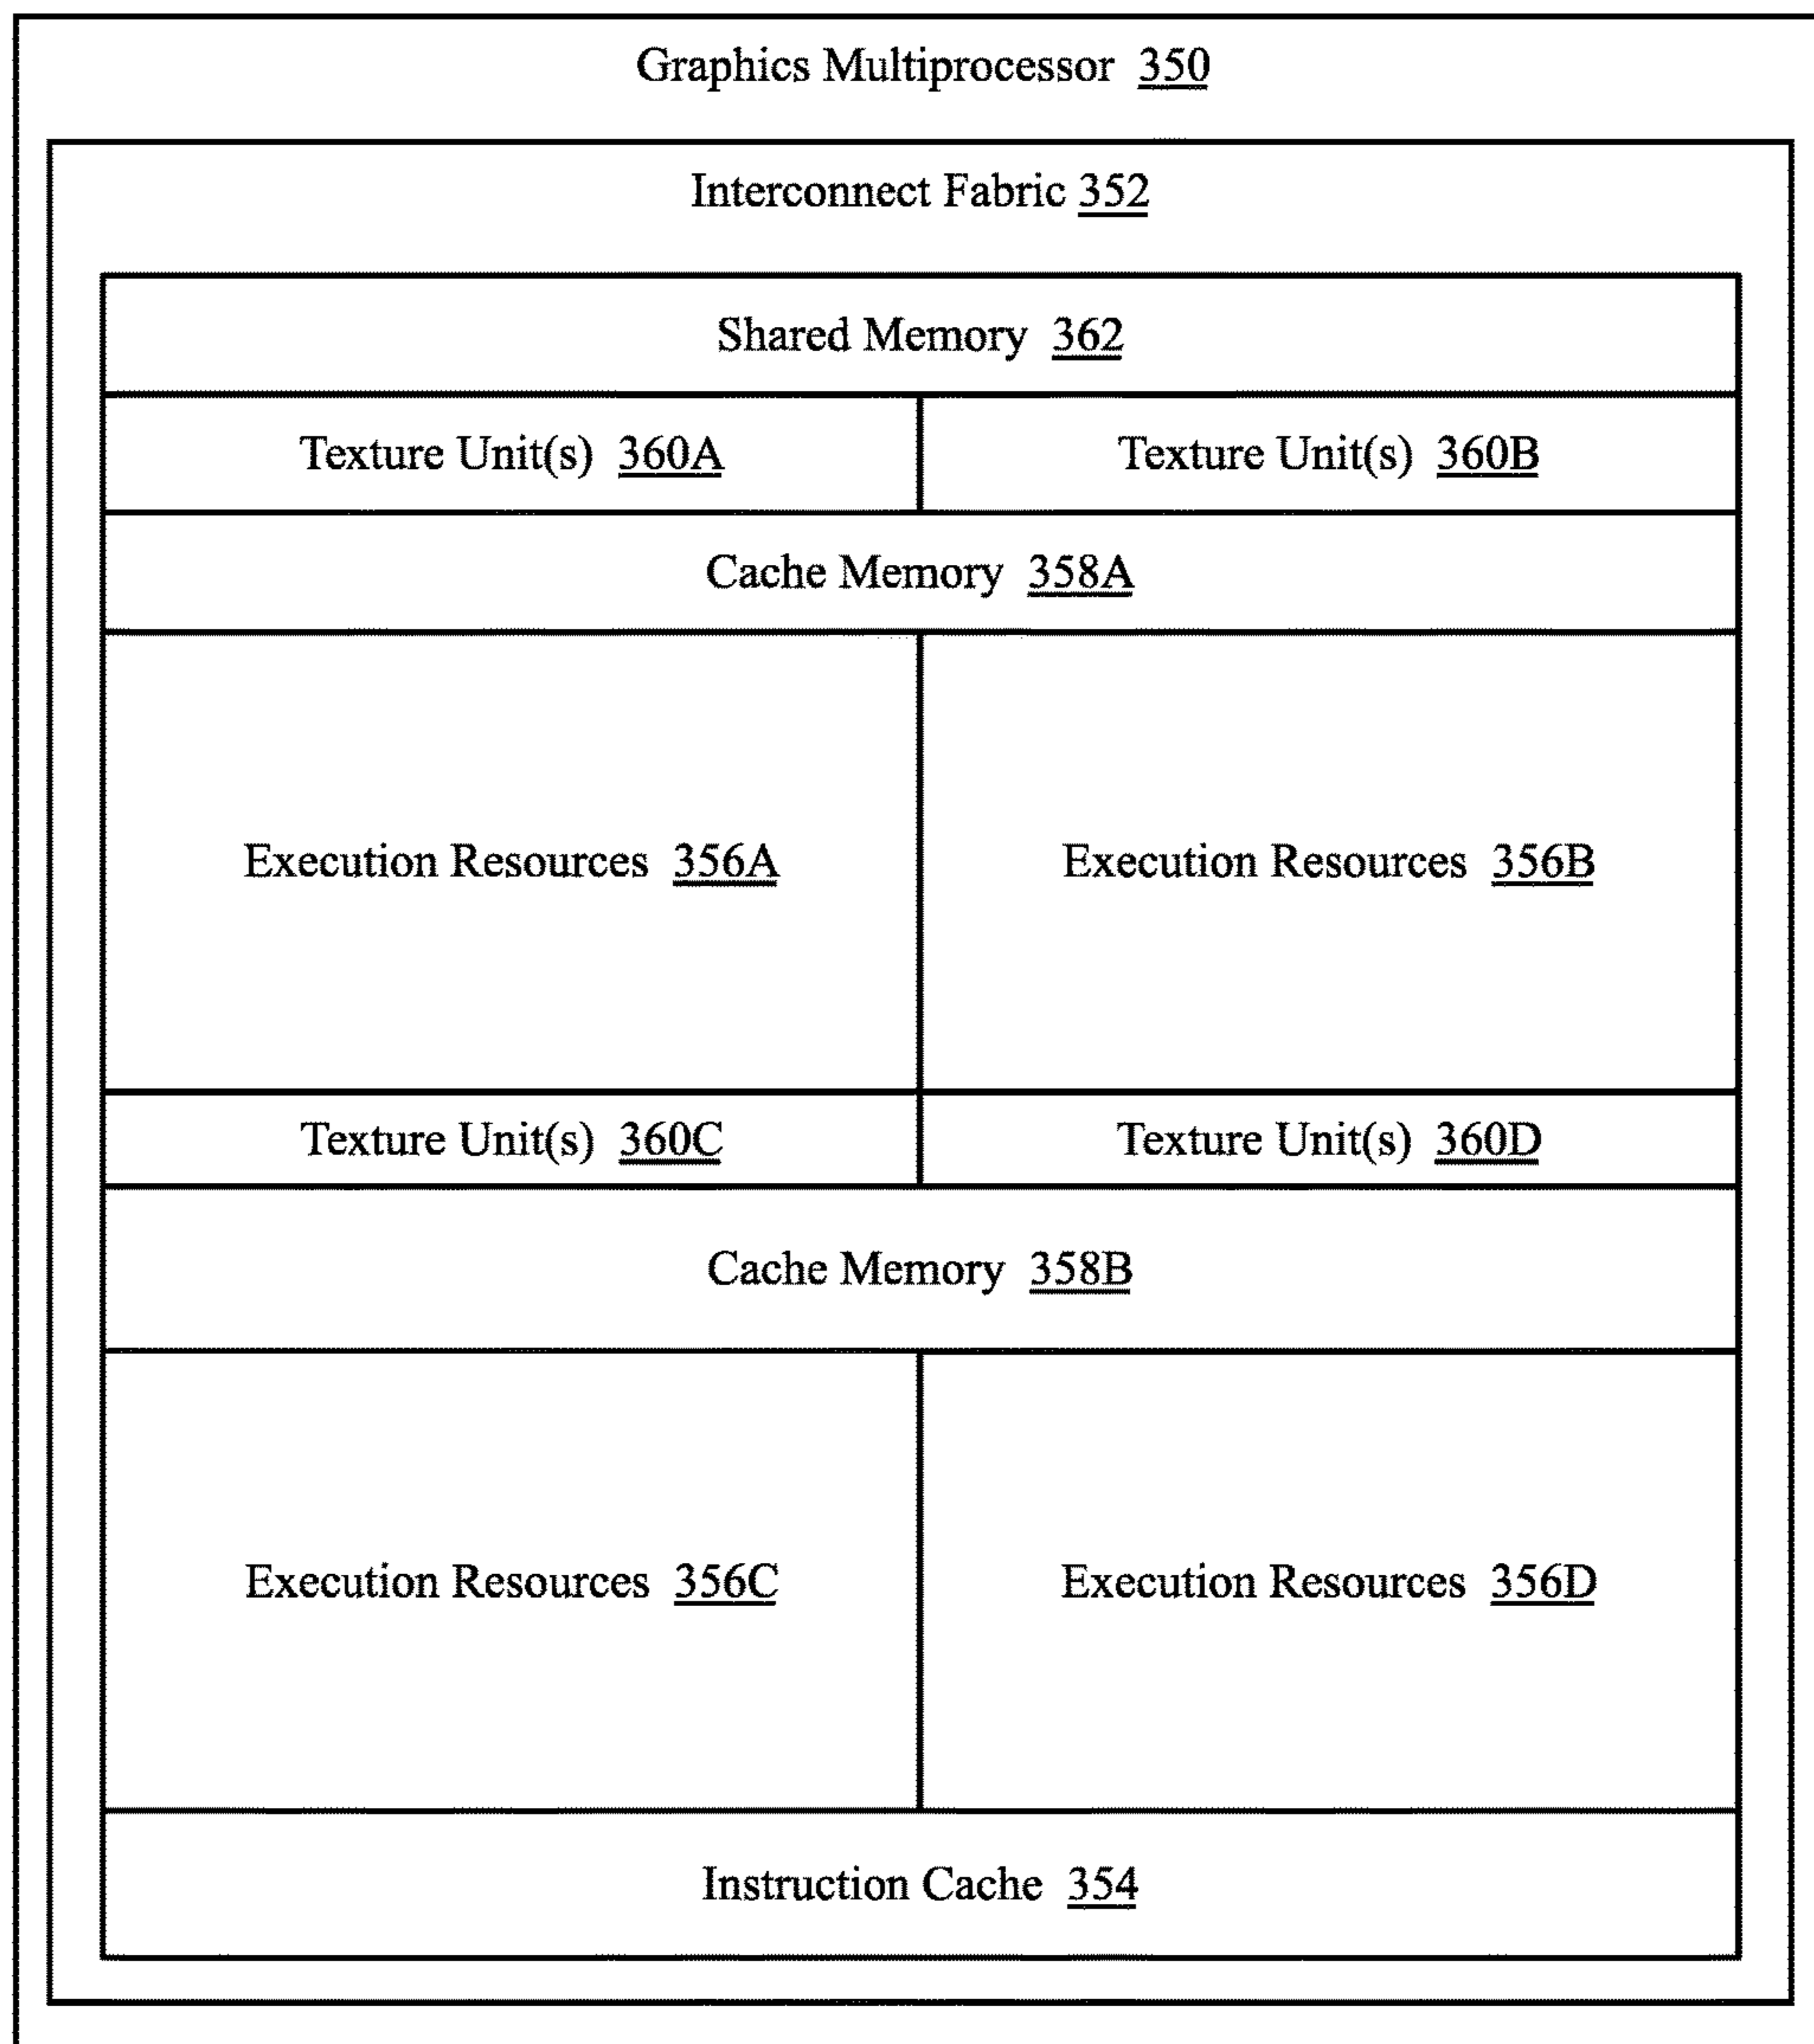 Graphics Multiprocessor 350
Interconnect Fabric 352
Shared Memory 362
Texture Unit(s) 360A
Texture Unit(s) 360B
Cache Memory 358A
Execution Resources 356A
Execution Resources 356B
Texture Unit(s) 360C
Texture Unit(s) 360D
Cache Memory 358B
Execution Resources 356C
Execution Resources 356D
Instruction Cache 354